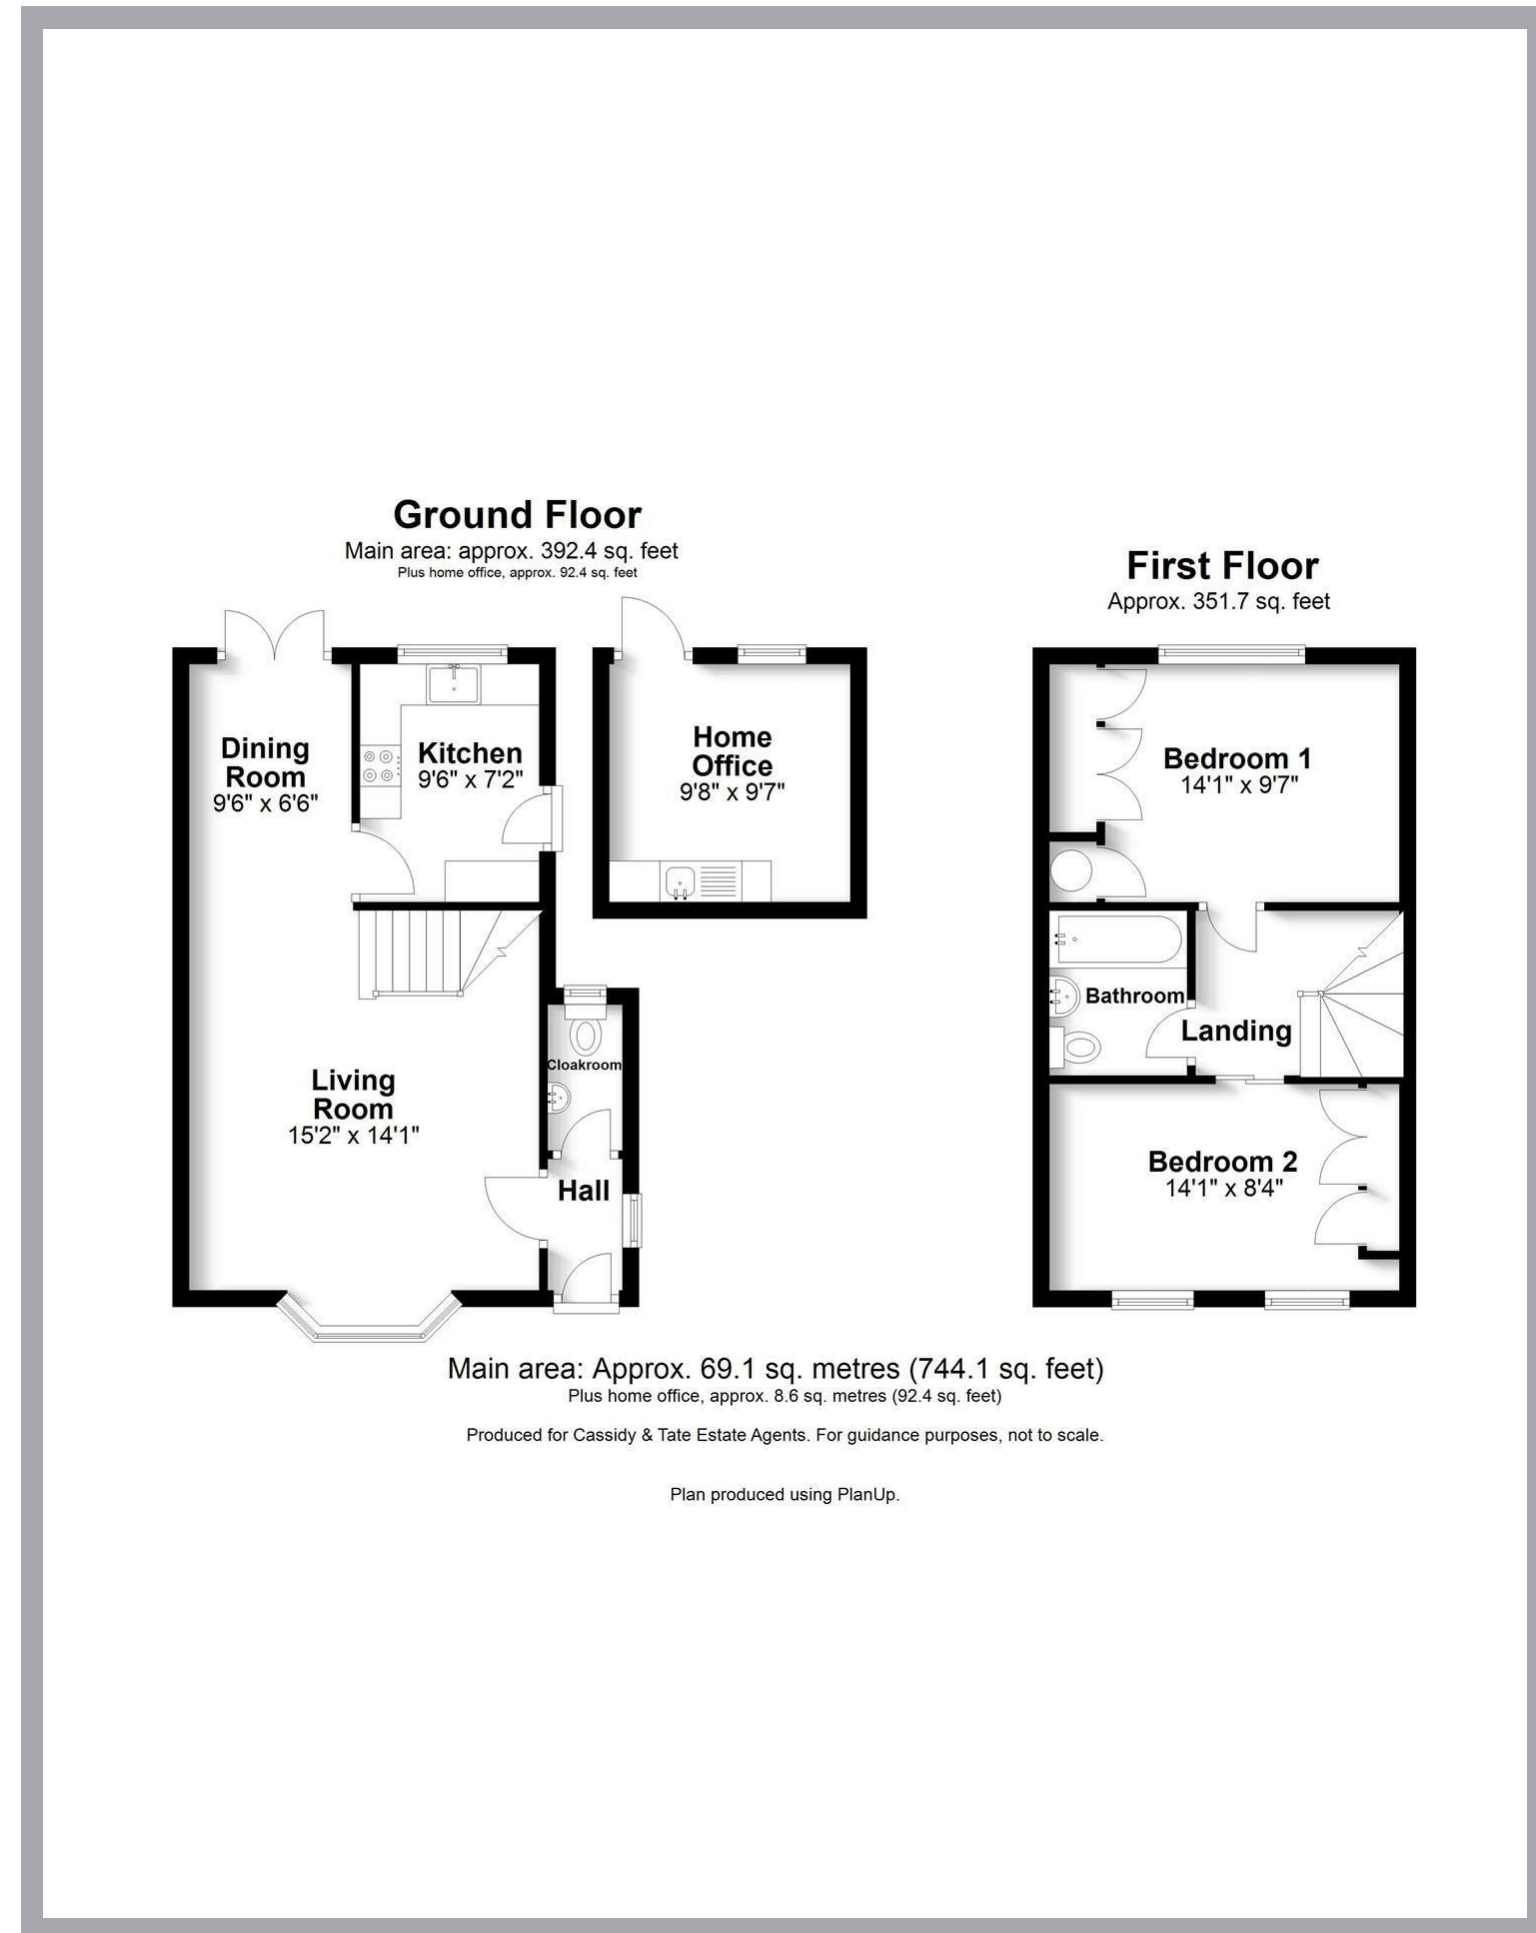 Ground Floor
Main area: approx. 392.4 sq. feet
Plus home office, approx. 92.4 sq. feet
Dining
Room
9'6" x 6'6"
Kitchen
9'6" x 7'2"
Home
Office
9'8" x 9'7"
Living
Room
15'2" x 14'1"
Cloakroom
Hall
First Floor
Approx. 351.7 sq. feet
Bedroom 1
14'1" x 9'7"
Bathroom
Landing
Bedroom 2
14'1" x 8'4"
Main area: Approx. 69.1 sq. metres (744.1 sq. feet)
Plus home office, approx. 8.6 sq. metres (92.4 sq. feet)
Produced for Cassidy & Tate Estate Agents. For guidance purposes, not to scale.
Plan produced using PlanUp.